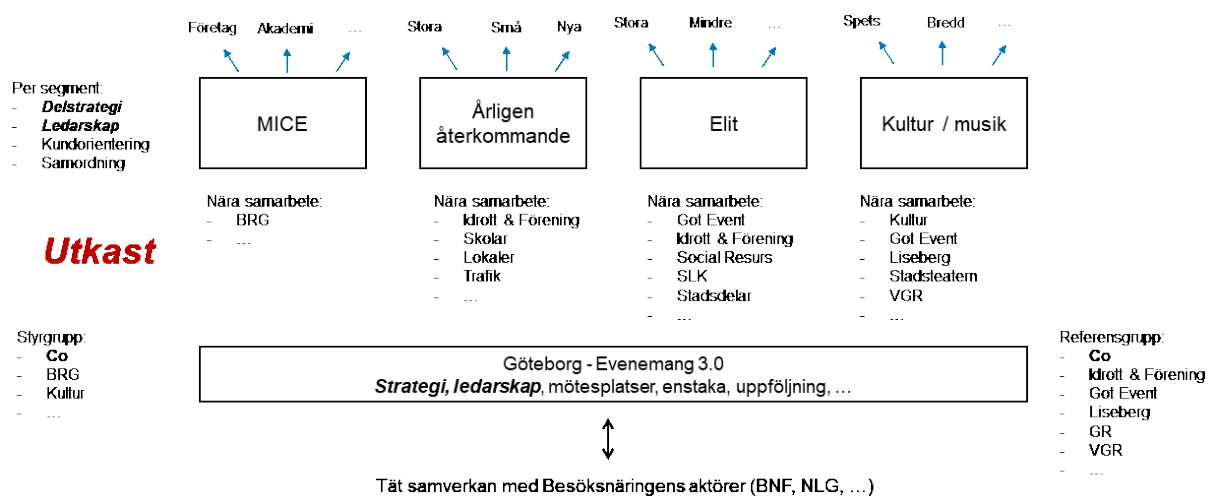 Företag Akademi …
Stora Små Nya
Stora Mindre …
Spets Bredd …
Per segment:
- Delstrategi
- Ledarskap
- Kundorientering
- Samordning
MICE
Årligen
återkommande
Elit
Kultur / musik
Nära samarbete:
- BRG
- …
Nära samarbete:
- Idrott & Förening
- Skolar
- Lokaler
- Trafik
- …
Nära samarbete:
- Got Event
- Idrott & Förening
- Social Resurs
- SLK
- Stadsdelar
- …
Nära samarbete:
- Kultur
- Got Event
- Liseberg
- Stadsteatern
- VGR
- …
Utkast
Styrgrupp:
- Co
- BRG
- Kultur
- …
Göteborg - Evenemang 3.0
Strategi, ledarskap, mötesplatser, enstaka, uppföljning, …
Referensgrupp:
- Co
- Idrott & Förening
- Got Event
- Liseberg
- GR
- VGR
- …
Tät samverkan med Besöksnäringens aktörer (BNF, NLG, …)